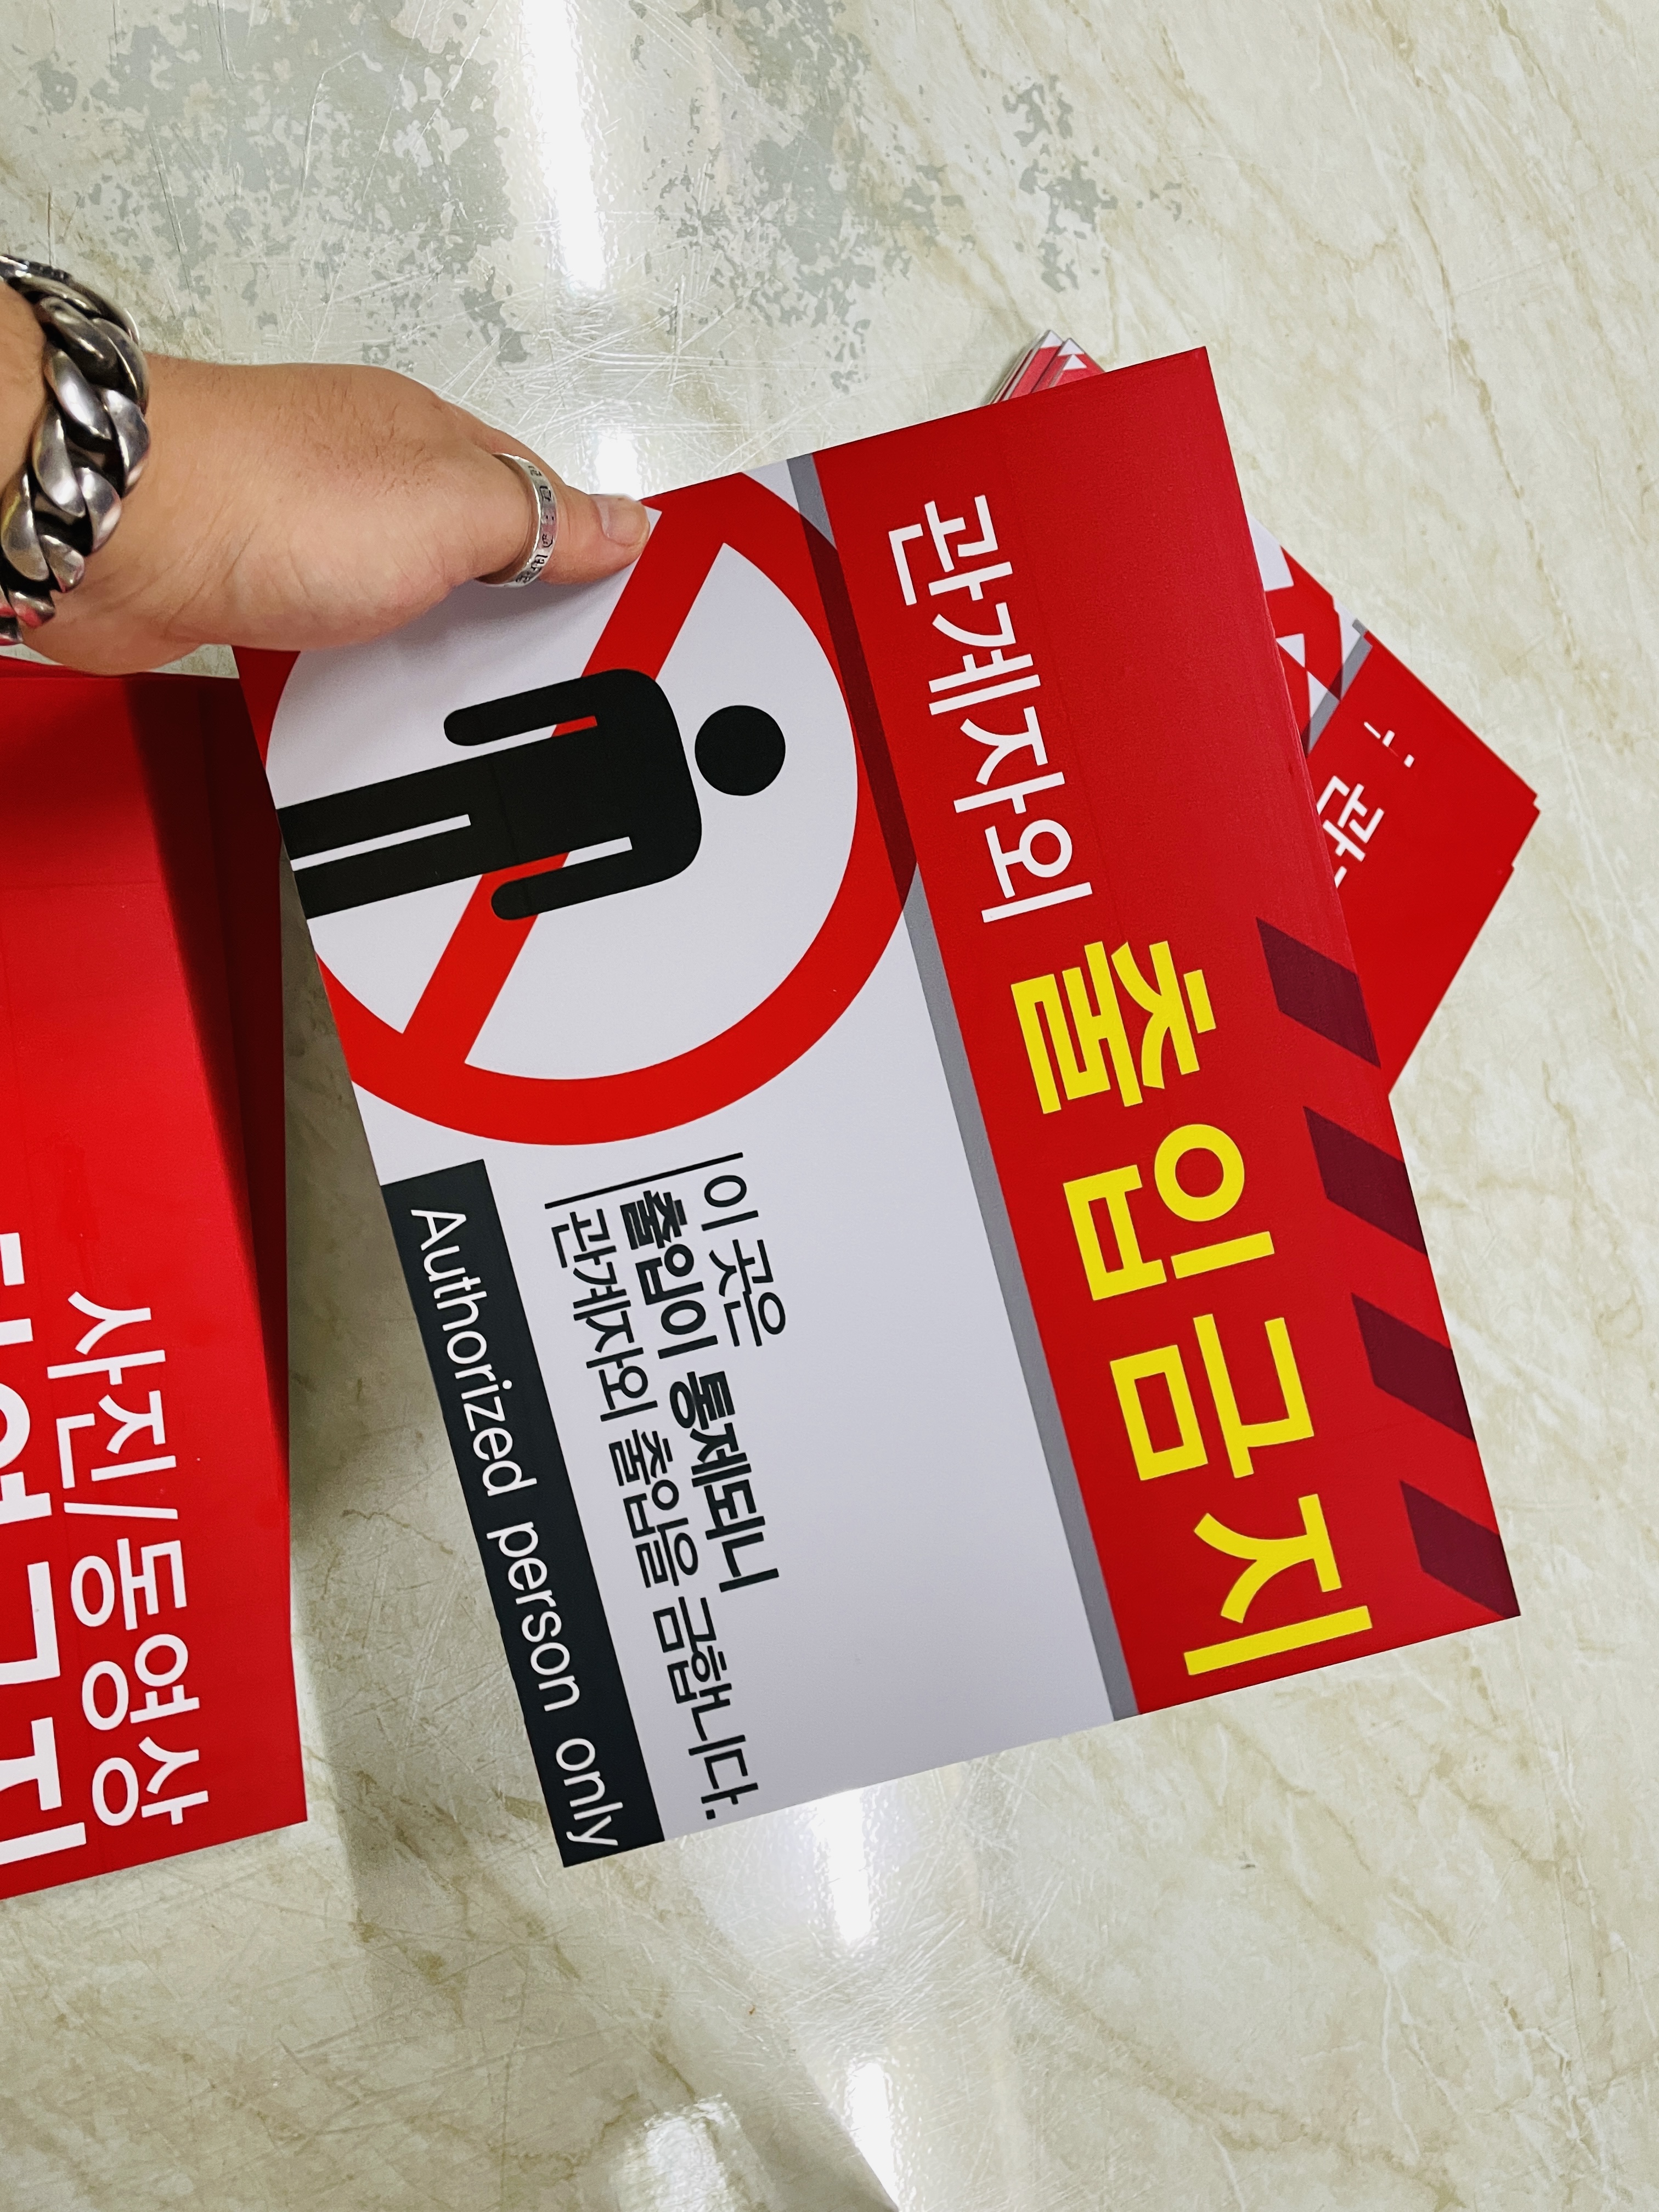 관계자외 출입금지
이 곳은
출입이 통제되니
관계자외 출입을 금합니다.
Authorized person only
사진/동영상
관